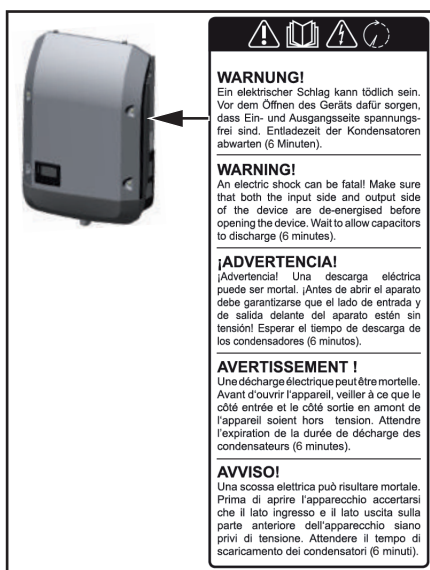 WARNUNG!
Ein elektrischer Schlag kann tödlich sein.
Vor dem Öffnen des Geräts dafür sorgen,
dass Ein- und Ausgangsseite spannungs-
frei sind. Entladezeit der Kondensatoren
abwarten (6 Minuten).
WARNING!
An electric shock can be fatal! Make sure
that both the input side and output side
of the device are de-energised before
opening the device. Wait to allow capacitors
to discharge (6 minutes).
¡ADVERTENCIA!
¡Advertencia! Una descarga eléctrica
puede ser mortal. ¡Antes de abrir el aparato
debe garantizarse que el lado de entrada y
de salida delante del aparato estén sin
tensión! Esperar el tiempo de descarga de
los condensadores (6 minutos).
AVERTISSEMENT !
Une décharge électrique peut être mortelle.
Avant d'ouvrir l'appareil, veiller à ce que le
côté entrée et le côté sortie en amont de
l'appareil soient hors tension. Attendre
l'expiration de la durée de décharge des
condensateurs (6 minutes).
AVVISO!
Una scossa elettrica può risultare mortale.
Prima di aprire l'apparecchio accertarsi
che il lato ingresso e il lato uscita sulla
parte anteriore dell'apparecchio siano
privi di tensione. Attendere il tempo di
scaricamento dei condensatori (6 minuti).